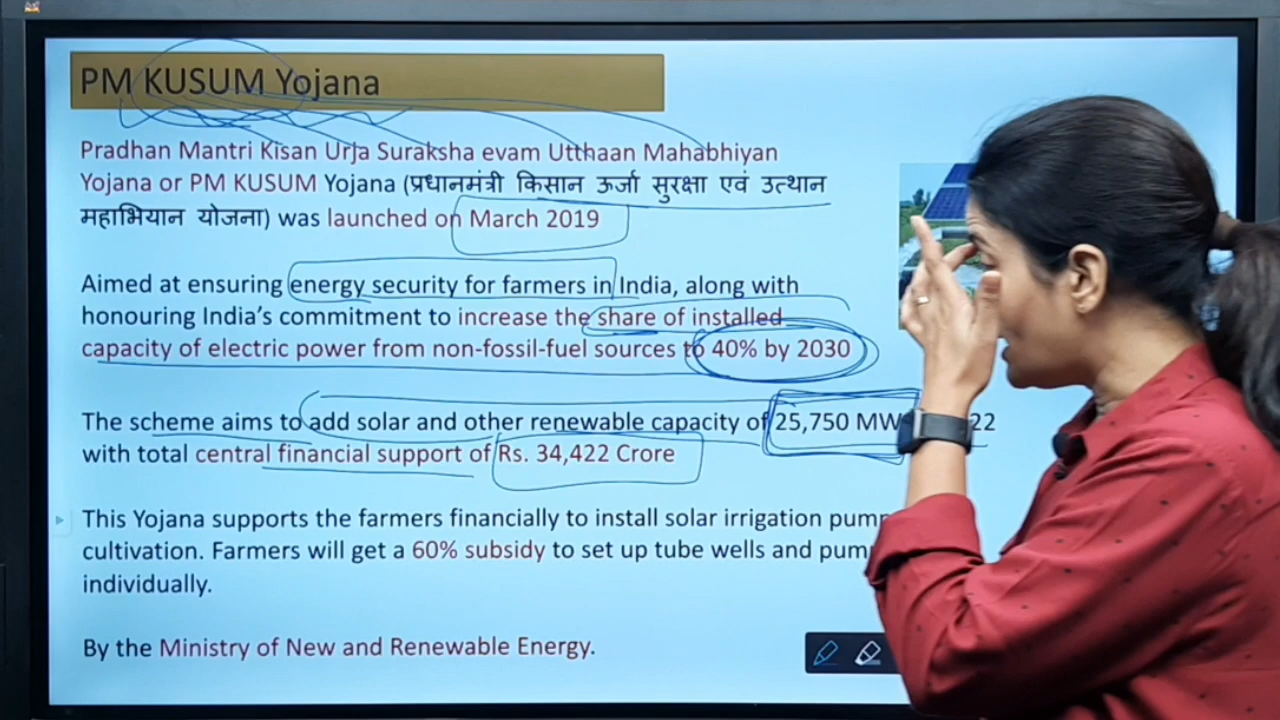 PM KUSUM Yojana
Pradhan Mantri Kisan Urja Suraksha evam Utthaan Mahabhiyan
Yojana or PM KUSUM Yojana (प्रधानमंत्री किसान ऊर्जा सुरक्षा एवं उत्थान
महाभियान योजना) was launched on March 2019
Aimed at ensuring energy security for farmers in India, along with
honouring India's commitment to increase the share of installed
capacity of electric power from non-fossil-fuel sources to 40% by 2030
The scheme aims to add solar and other renewable capacity of 25,750 MW 22
with total central financial support of Rs. 34,422 Crore
This Yojana supports the farmers financially to install solar irrigation
cultivation. Farmers will get a 60% subsidy to set up tube wells and
individually.
By the Ministry of New and Renewable Energy.